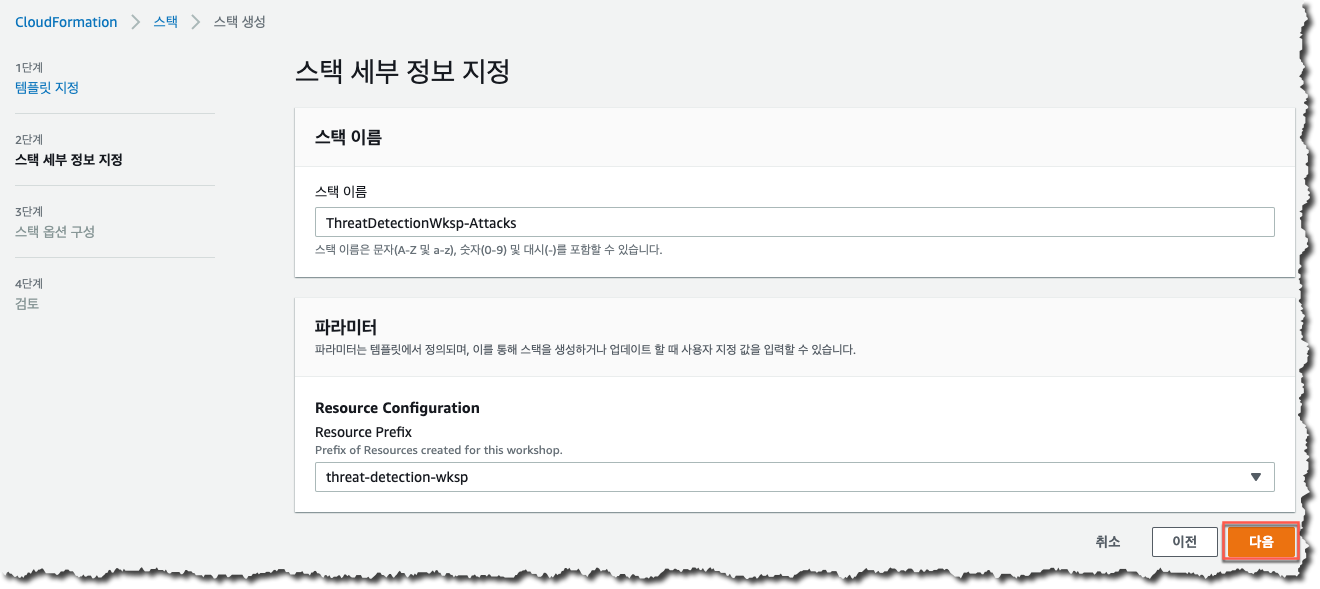 CloudFormation > 스택 > 스택 생성
1단계
템플릿 지정
2단계
스택 세부 정보 지정
3단계
스택 옵션 구성
4단계
검토
스택 세부 정보 지정
스택 이름
스택 이름
ThreatDetectionWksp-Attacks
스택 이름은 문자(A-Z 및 a-z), 숫자(0-9) 및 대시(-)를 포함할 수 있습니다.
파라미터
파라미터는 템플릿에서 정의되며, 이를 통해 스택을 생성하거나 업데이트 할 때 사용자 지정 값을 입력할 수 있습니다.
Resource Configuration
Resource Prefix
Prefix of Resources created for this workshop.
threat-detection-wksp
취소 이전 다음